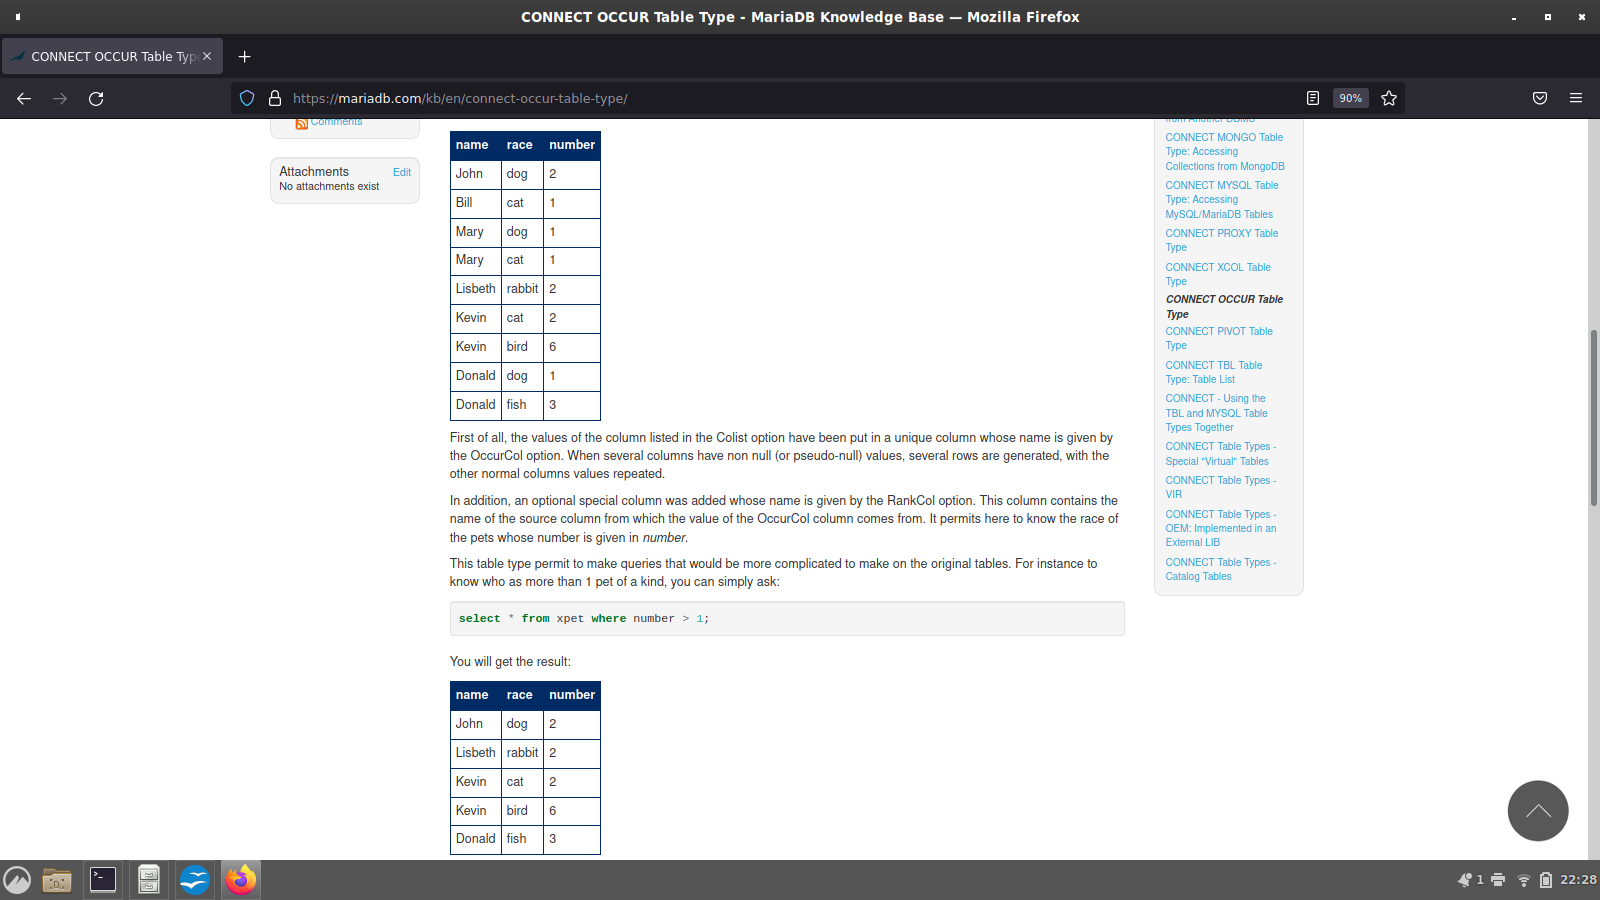 CONNECT OCCUR Table Type - MariaDB Knowledge Base — Mozilla Firefox
CONNECT OCCUR Table Typ
https://mariadb.com/kb/en/connect-occur-table-type/
90%
Comments
Attachments Edit
No attachments exist
name race number
John dog 2
Bill cat 1
Mary dog 1
Mary cat 1
Lisbeth rabbit 2
Kevin cat 2
Kevin bird 6
Donald dog 1
Donald fish 3
First of all, the values of the column listed in the Colist option have been put in a unique column whose name is given by
the OccurCol option. When several columns have non null (or pseudo-null) values, several rows are generated, with the
other normal columns values repeated.
In addition, an optional special column was added whose name is given by the RankCol option. This column contains the
name of the source column from which the value of the OccurCol column comes from. It permits here to know the race of
the pets whose number is given in number.
This table type permit to make queries that would be more complicated to make on the original tables. For instance to
know who as more than 1 pet of a kind, you can simply ask:
select * from xpet where number > 1;
You will get the result:
name race number
John dog 2
Lisbeth rabbit 2
Kevin cat 2
Kevin bird 6
Donald fish 3
from Another DBMS
CONNECT MONGO Table
Type: Accessing
Collections from MongoDB
CONNECT MYSQL Table
Type: Accessing
MySQL/MariaDB Tables
CONNECT PROXY Table
Type
CONNECT XCOL Table
Type
CONNECT OCCUR Table
Type
CONNECT PIVOT Table
Type
CONNECT TBL Table
Type: Table List
CONNECT - Using the
TBL and MYSQL Table
Types Together
CONNECT Table Types -
Special "Virtual" Tables
CONNECT Table Types -
VIR
CONNECT Table Types -
OEM: Implemented in an
External LIB
CONNECT Table Types -
Catalog Tables
1
22:28